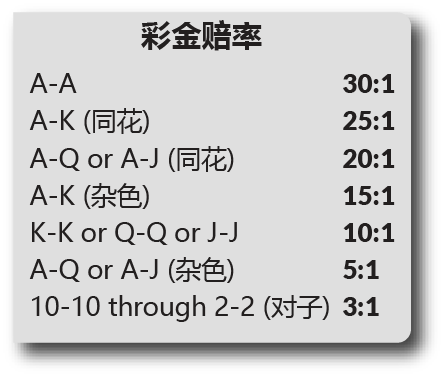 彩金赔率
A-A 30:1
A-K (同花) 25:1
A-Q or A-J (同花) 20:1
A-K (杂色) 15:1
K-K or Q-Q or J-J 10:1
A-Q or A-J (杂色) 5:1
10-10 through 2-2 (对子) 3:1